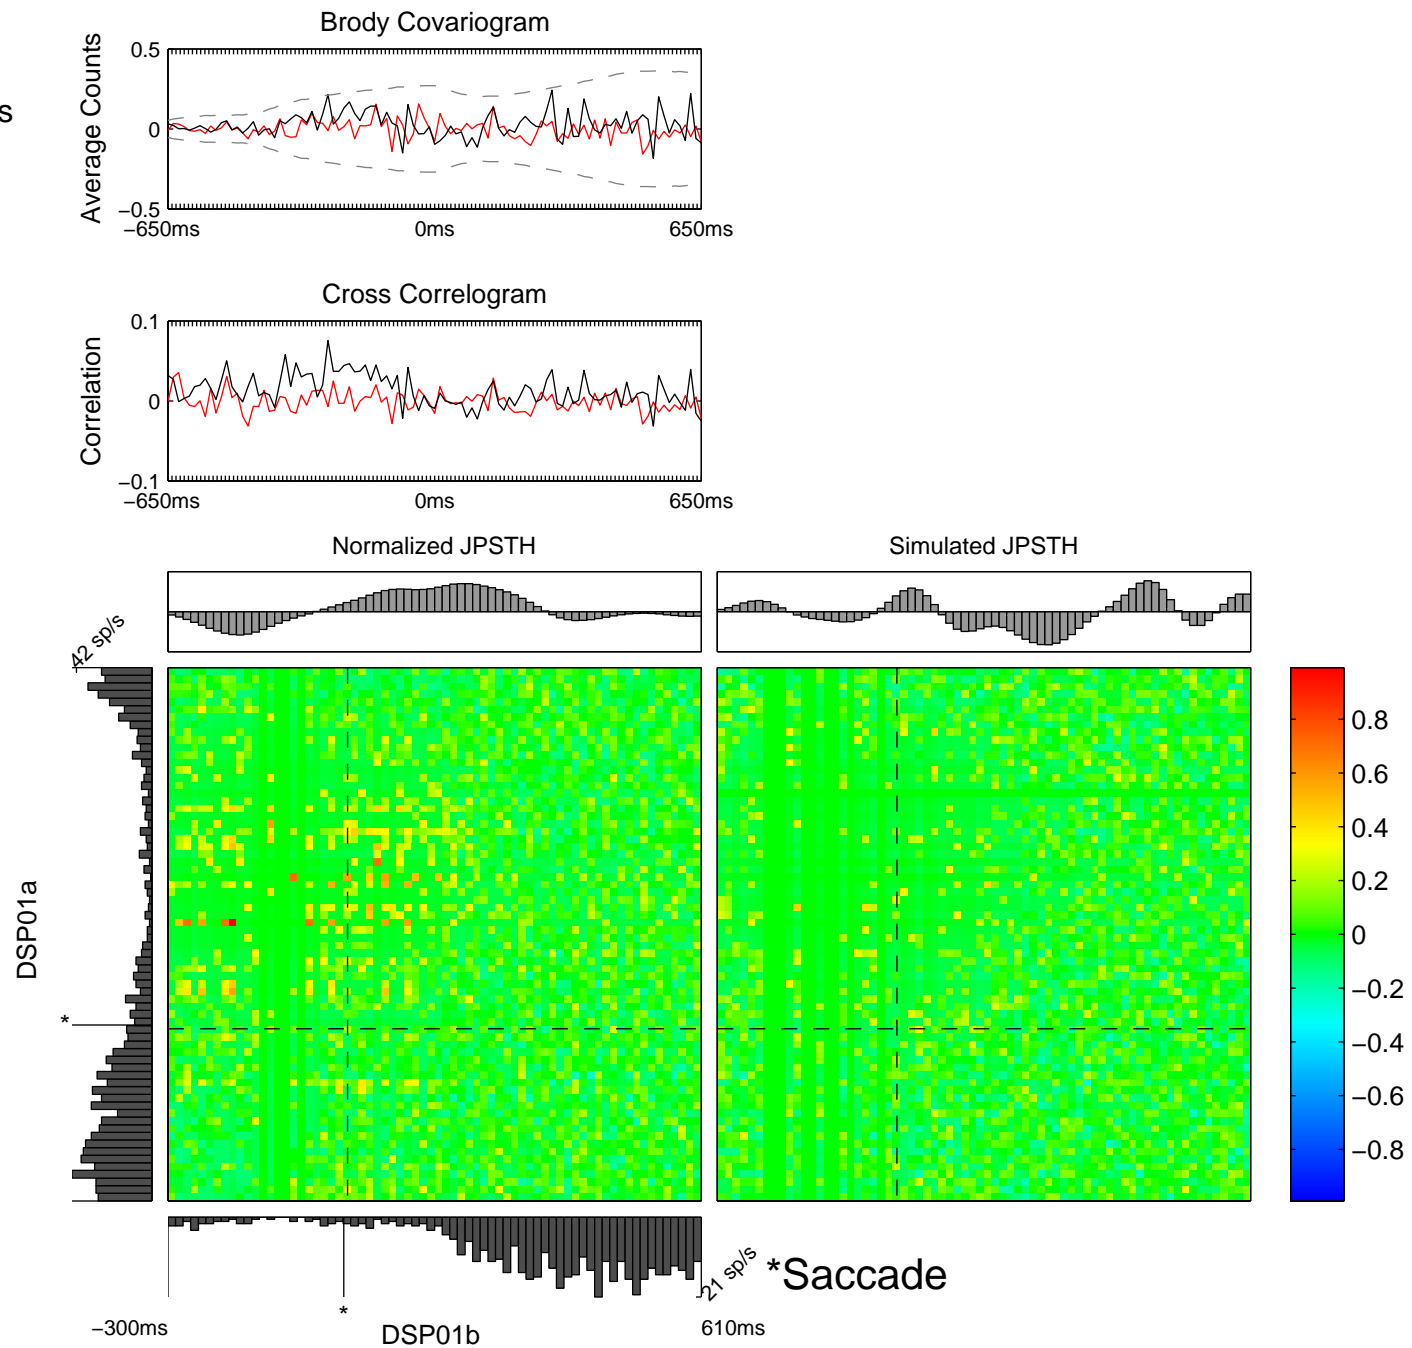 Brody Covariogram
s
Average Counts
0.5
0
−0.5
−650ms
0ms
650ms
Cross Correlogram
Correlation
0.1
0
−0.1
−650ms
0ms
650ms
Normalized JPSTH
Simulated JPSTH
42 sp/s
DSP01a
*
0.8
0.6
0.4
0.2
0
−0.2
−0.4
−0.6
−0.8
21 sp/s
*Saccade
*
−300ms
DSP01b
610ms